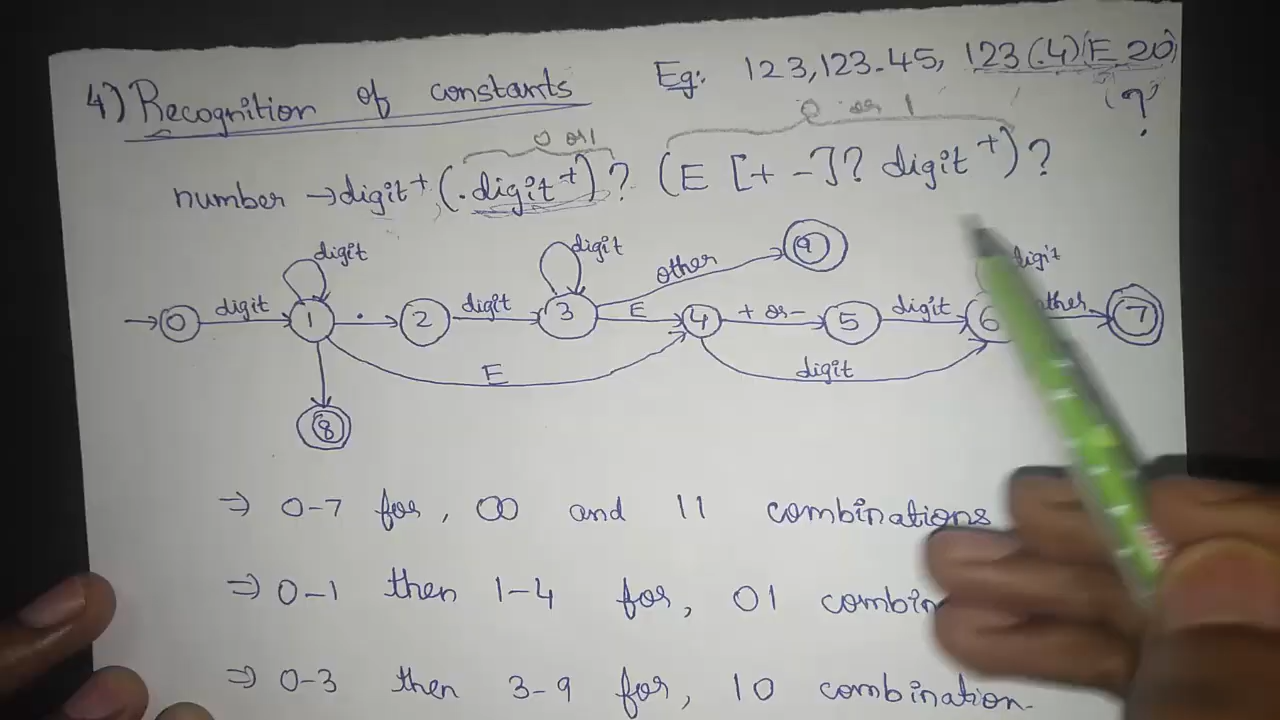 4) Recognition of constants Eg: 123, 123.45, 123(.4)(E 20)
(?)
0 or 1 0 or 1
number → digit+ (. digit+)? (E [+ -]? digit+)?
digit digit other 9 digit
0 digit 1 . 2 digit 3 E 4 + or - 5 digit 6 other 7
E digit
8
⇒ 0-7 for, 00 and 11 combinations
⇒ 0-1 then 1-4 for, 01
⇒ 0-3 then 3-9 for, 10 combination.